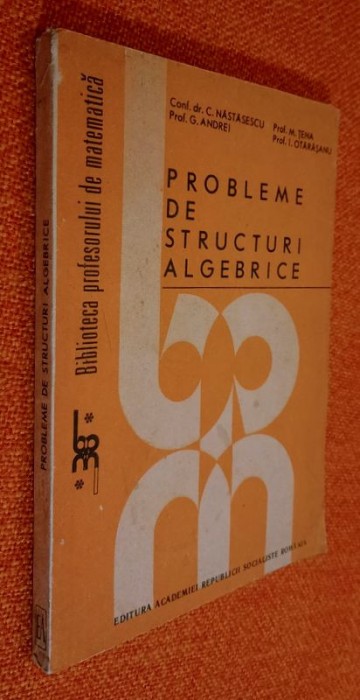 Conf. dr. C. NĂSTĂSESCU
Prof. G. ANDREI
Prof. M. ȚENA
Prof. I. OTĂRĂȘANU
PROBLEME
DE
STRUCTURI
ALGEBRICE
Biblioteca profesorului de matematică
EDITURA ACADEMIEI REPUBLICII SOCIALISTE ROMÂNIA
PROBLEME DE STRUCTURI ALGEBRICE